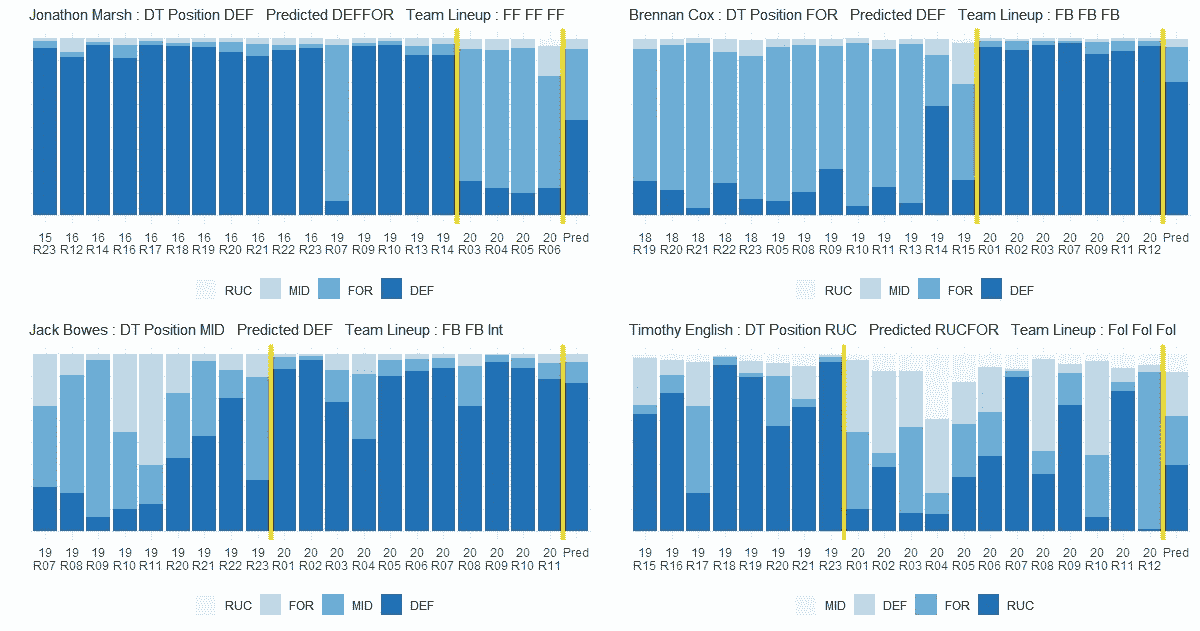 Jonathon Marsh : DT Position DEF   Predicted DEFFOR   Team Lineup : FF FF FF
15 16 16 16 16 16 16 16 16 16 16 19 19 19 19 19 20 20 20 20 Pred
R23 R12 R14 R16 R17 R18 R19 R20 R21 R22 R23 R07 R09 R10 R13 R14 R03 R04 R05 R06
RUC MID FOR DEF
Brennan Cox : DT Position FOR   Predicted DEF   Team Lineup : FB FB FB
18 18 18 18 18 19 19 19 19 19 19 19 19 20 20 20 20 20 20 20 Pred
R19 R20 R21 R22 R23 R05 R08 R09 R10 R11 R13 R14 R15 R01 R02 R03 R07 R09 R11 R12
RUC MID FOR DEF
Jack Bowes : DT Position MID   Predicted DEF   Team Lineup : FB FB Int
19 19 19 19 19 19 19 19 19 20 20 20 20 20 20 20 20 20 20 20 Pred
R07 R08 R09 R10 R11 R20 R21 R22 R23 R01 R02 R03 R04 R05 R06 R07 R08 R09 R10 R11
RUC FOR MID DEF
Timothy English : DT Position RUC   Predicted RUCFOR   Team Lineup : Fol Fol Fol
19 19 19 19 19 19 19 19 20 20 20 20 20 20 20 20 20 20 20 20 Pred
R15 R16 R17 R18 R19 R20 R21 R23 R01 R02 R03 R04 R05 R06 R07 R08 R09 R10 R11 R12
MID DEF FOR RUC